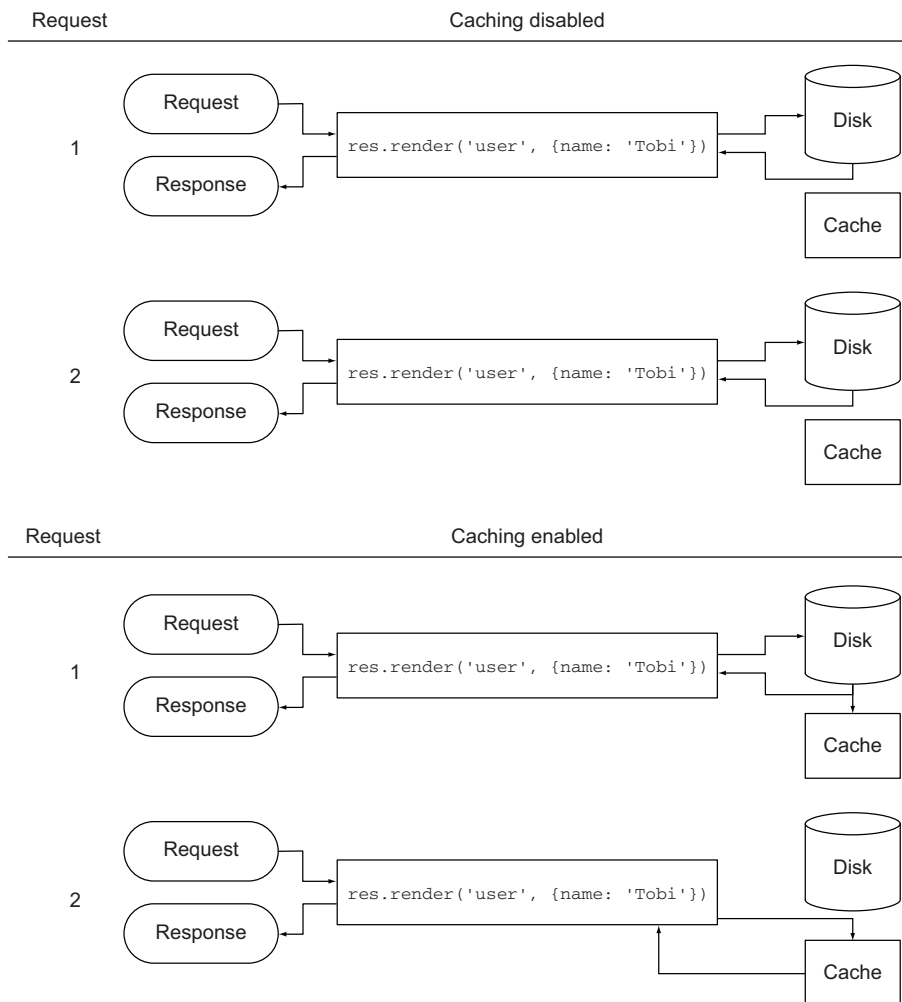 Request Caching disabled
Request
Disk
1
res.render('user', {name: 'Tobi'})
Response
Cache
Request
Disk
2
res.render('user', {name: 'Tobi'})
Response
Cache
Request Caching enabled
Request
Disk
1
res.render('user', {name: 'Tobi'})
Response
Cache
Request
Disk
2
res.render('user', {name: 'Tobi'})
Response
Cache